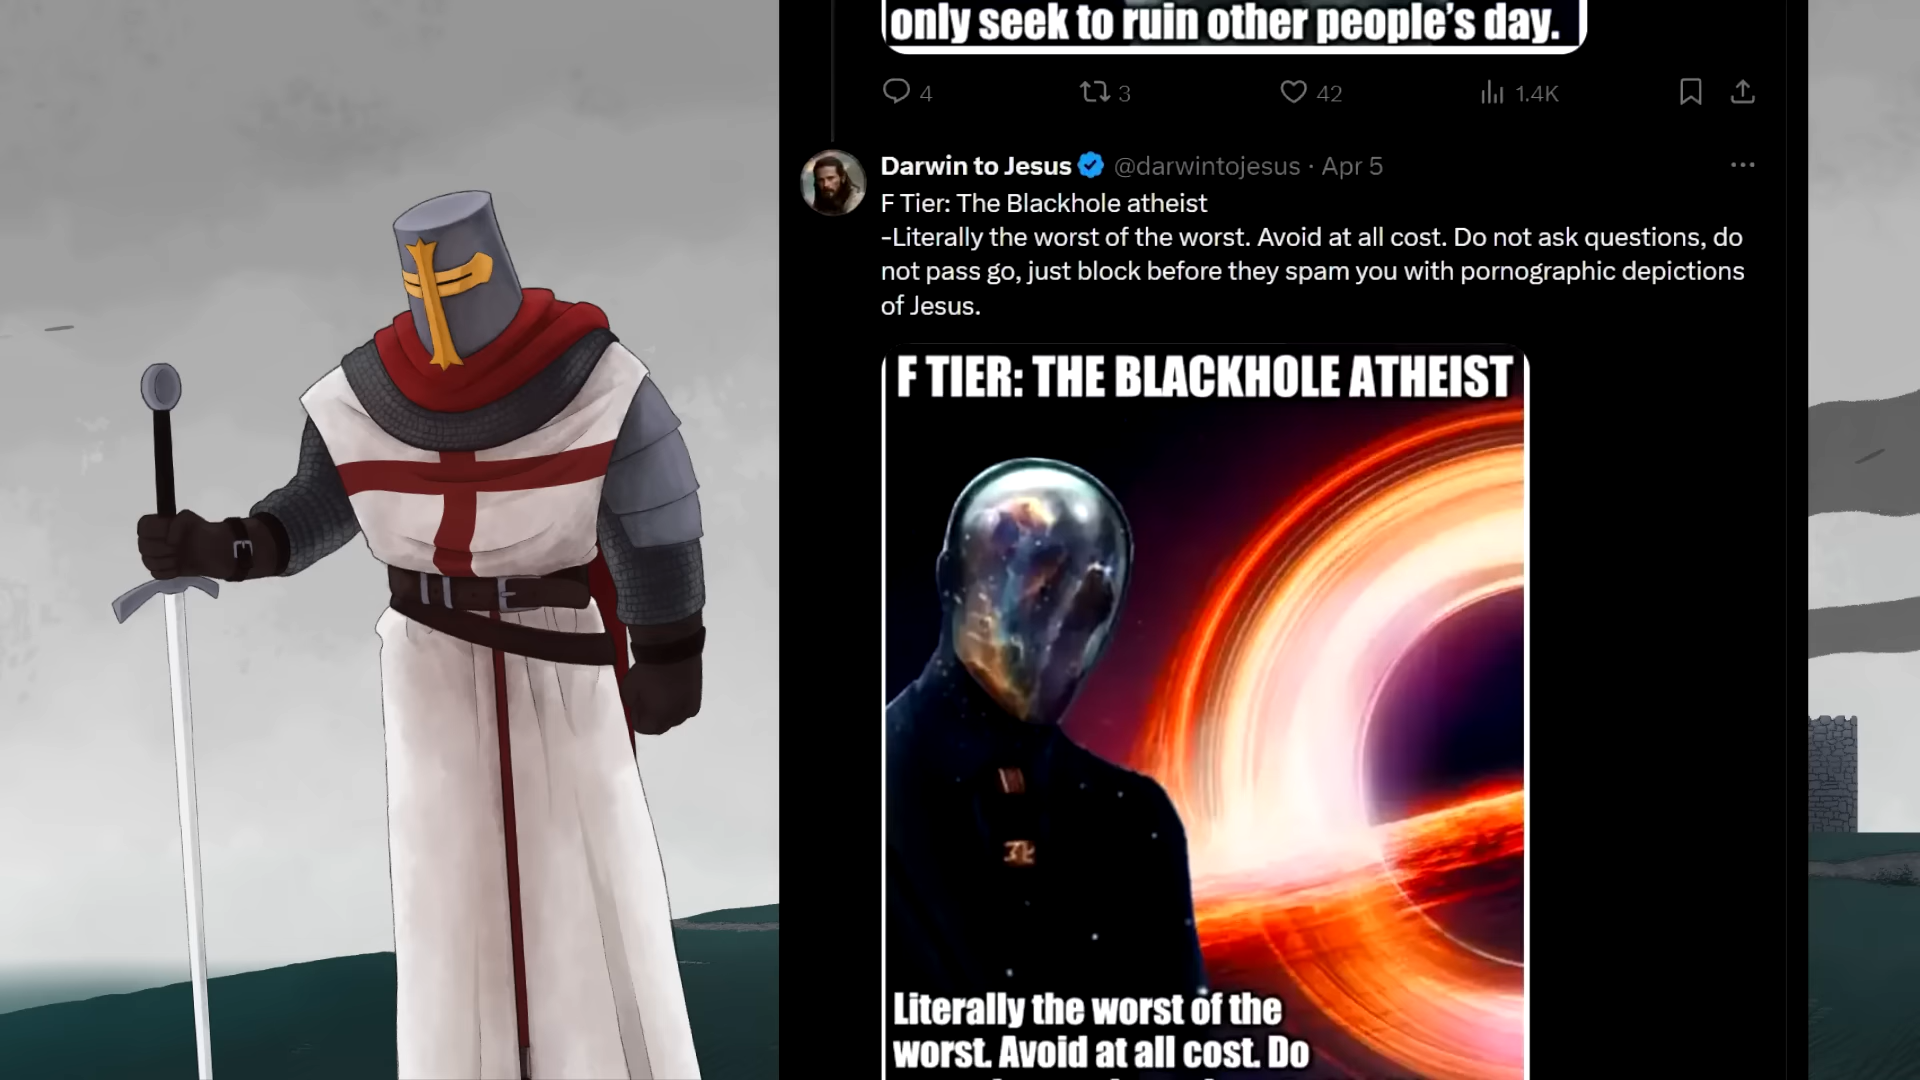 only seek to ruin other people's day.
4 3 42 1.4K
Darwin to Jesus @darwintojesus · Apr 5
F Tier: The Blackhole atheist
-Literally the worst of the worst. Avoid at all cost. Do not ask questions, do
not pass go, just block before they spam you with pornographic depictions
of Jesus.
F TIER: THE BLACKHOLE ATHEIST
Literally the worst of the
worst. Avoid at all cost. Do